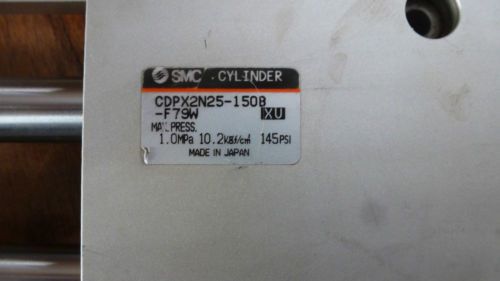 SMC CYLINDER
CDPX2N25-150B
-F79W XU
MAX.PRESS.
1.0MPa 10.2kgf/cm² 145PSI
MADE IN JAPAN